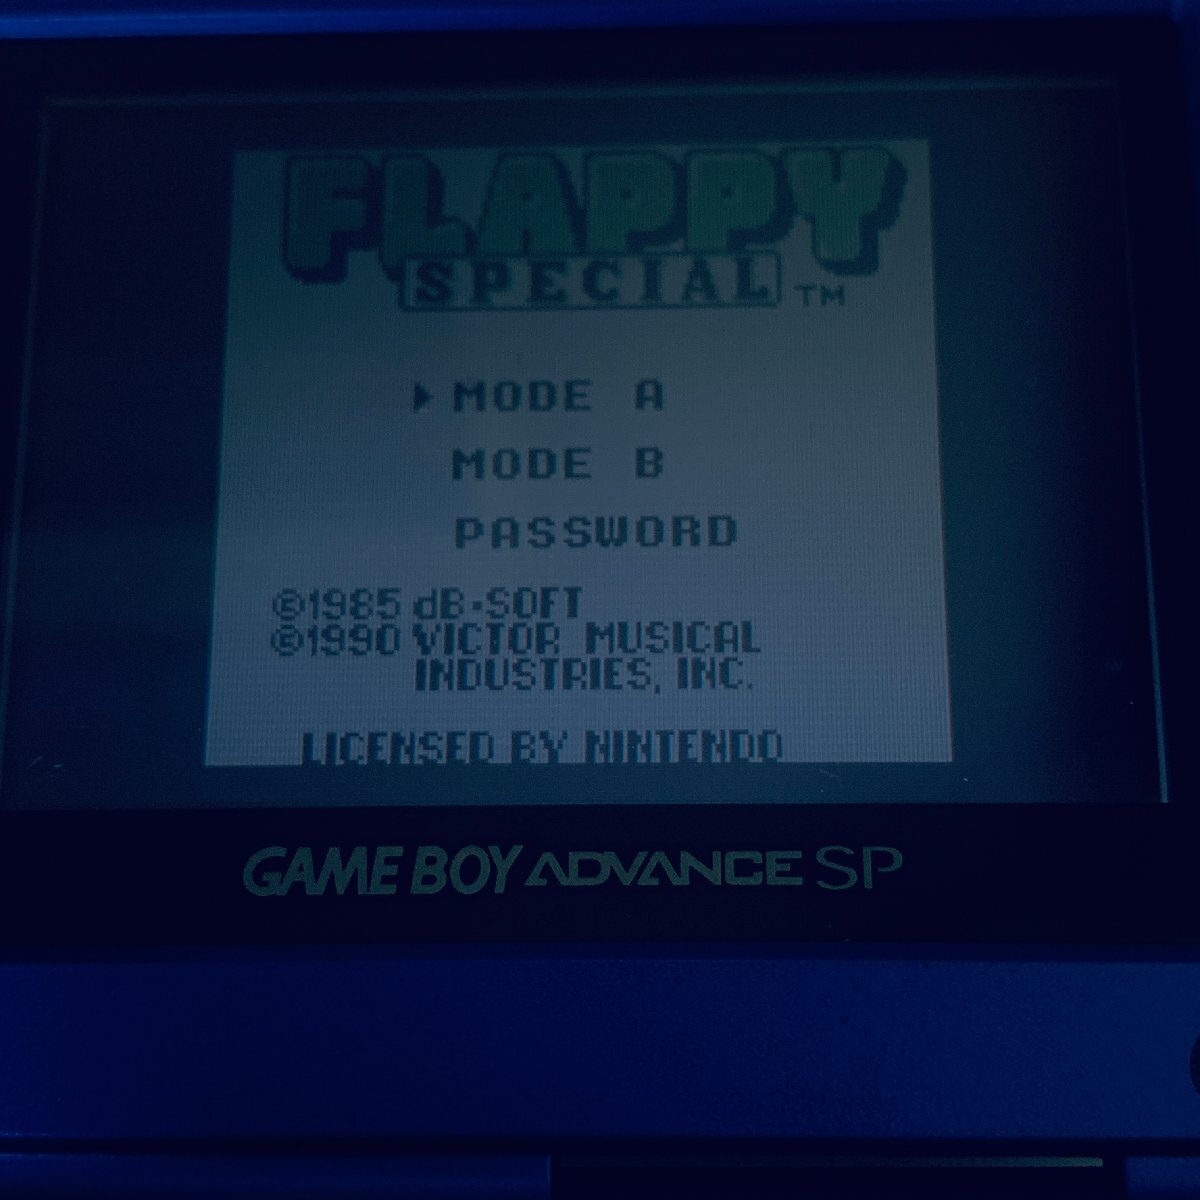 FLAPPY
SPECIAL ™
MODE A
MODE B
PASSWORD
©1985 dB·SOFT
©1990 VICTOR MUSICAL
INDUSTRIES, INC.
LICENSED BY NINTENDO
GAME BOY ADVANCE SP